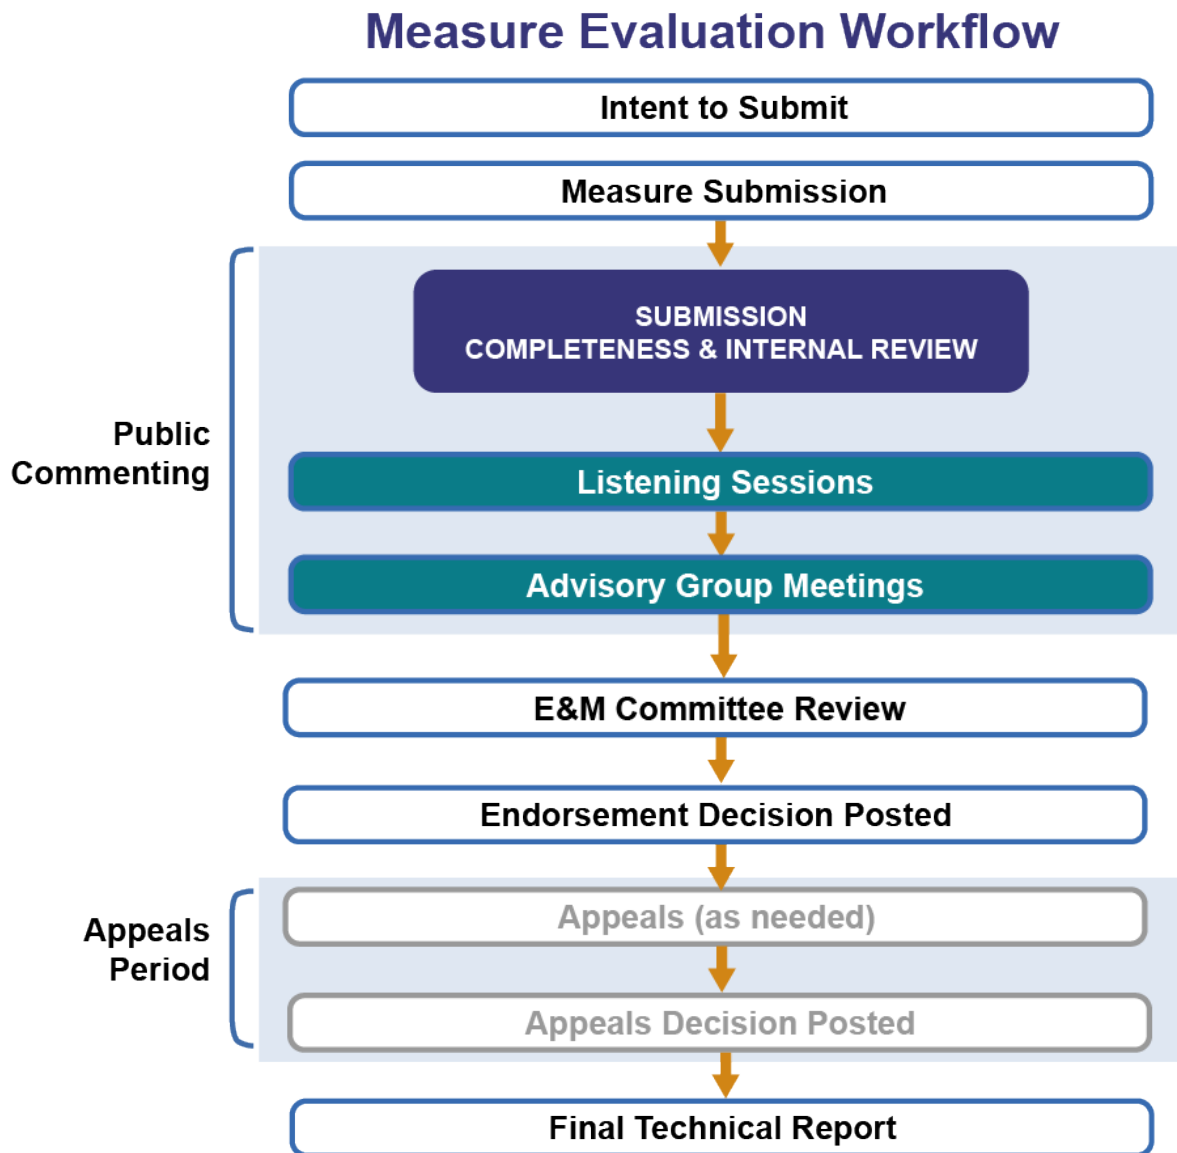 Measure Evaluation Workflow
Intent to Submit
Measure Submission
SUBMISSION
COMPLETENESS & INTERNAL REVIEW
Public
Commenting
Listening Sessions
Advisory Group Meetings
E&M Committee Review
Endorsement Decision Posted
Appeals
Period
Appeals (as needed)
Appeals Decision Posted
Final Technical Report